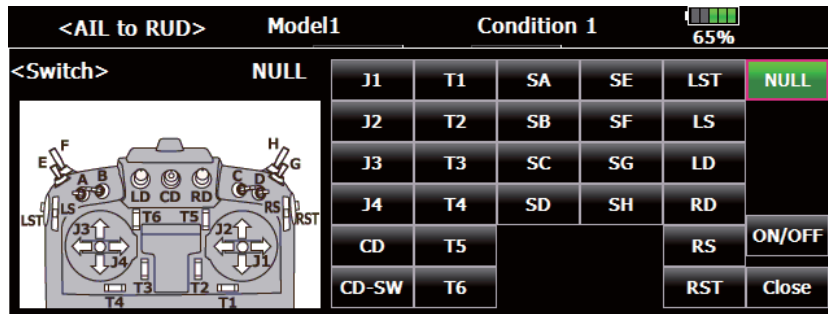 <AIL to RUD> Model1 Condition 1 65%
<Switch> NULL
J1 T1 SA SE LST NULL
J2 T2 SB SF LS
J3 T3 SC SG LD
J4 T4 SD SH RD
CD T5 RS ON/OFF
CD-SW T6 RST Close
F H
E G
A B C D
LD CD RD
LST LS RS RST
T6 T5
J3 J2
J4 J1
T3 T2
T4 T1